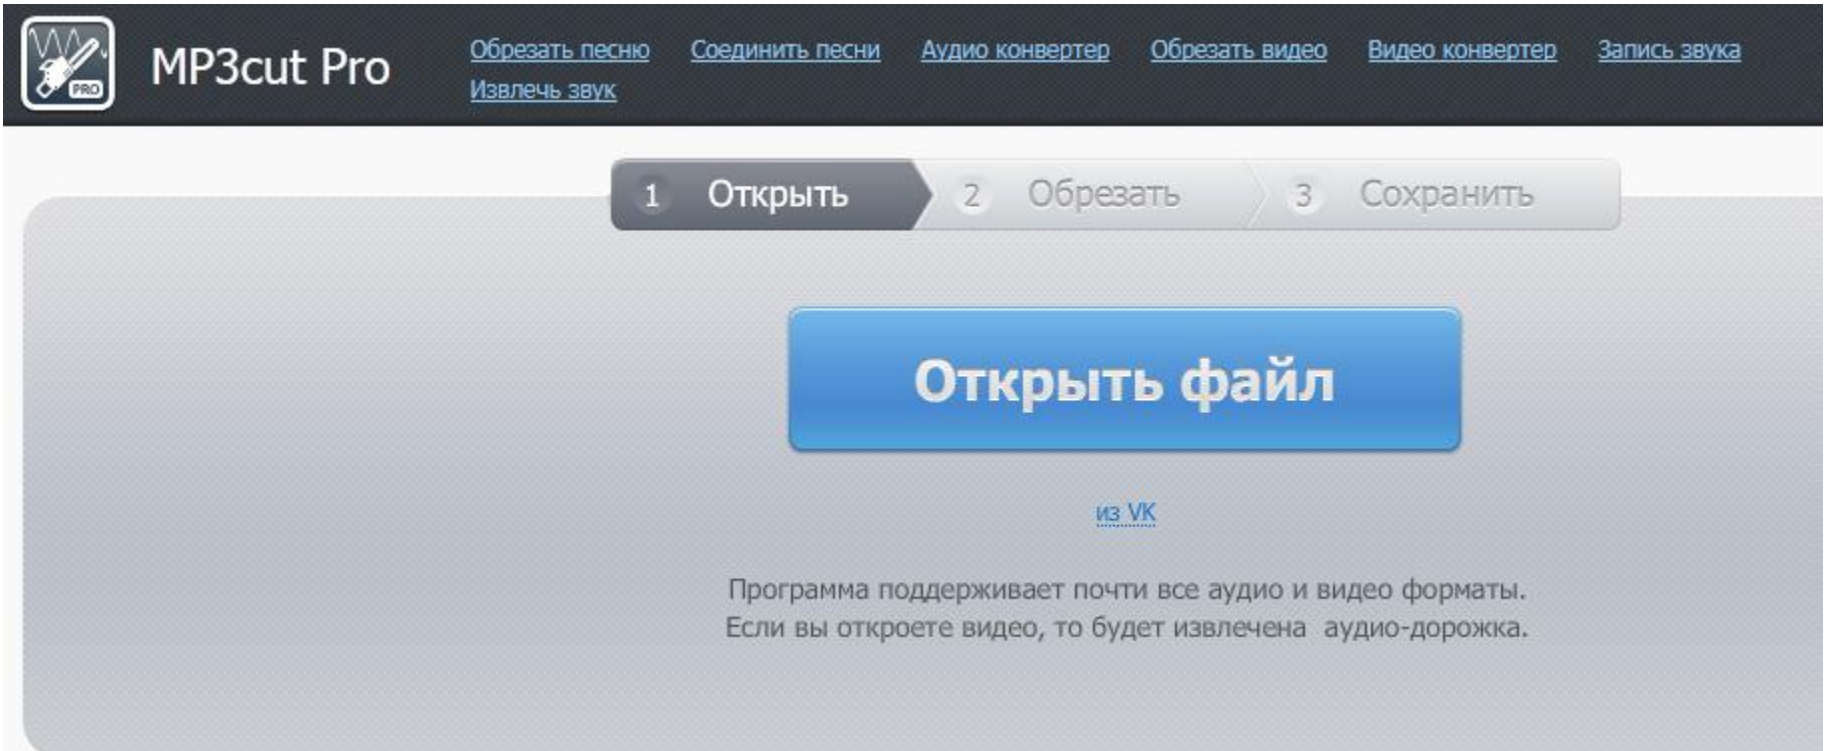 PRO
MP3cut Pro
Обрезать песню Соединить песни Аудио конвертер Обрезать видео Видео конвертер Запись звука
Извлечь звук
1 Открыть 2 Обрезать 3 Сохранить
Открыть файл
из VK
Программа поддерживает почти все аудио и видео форматы.
Если вы откроете видео, то будет извлечена аудио-дорожка.